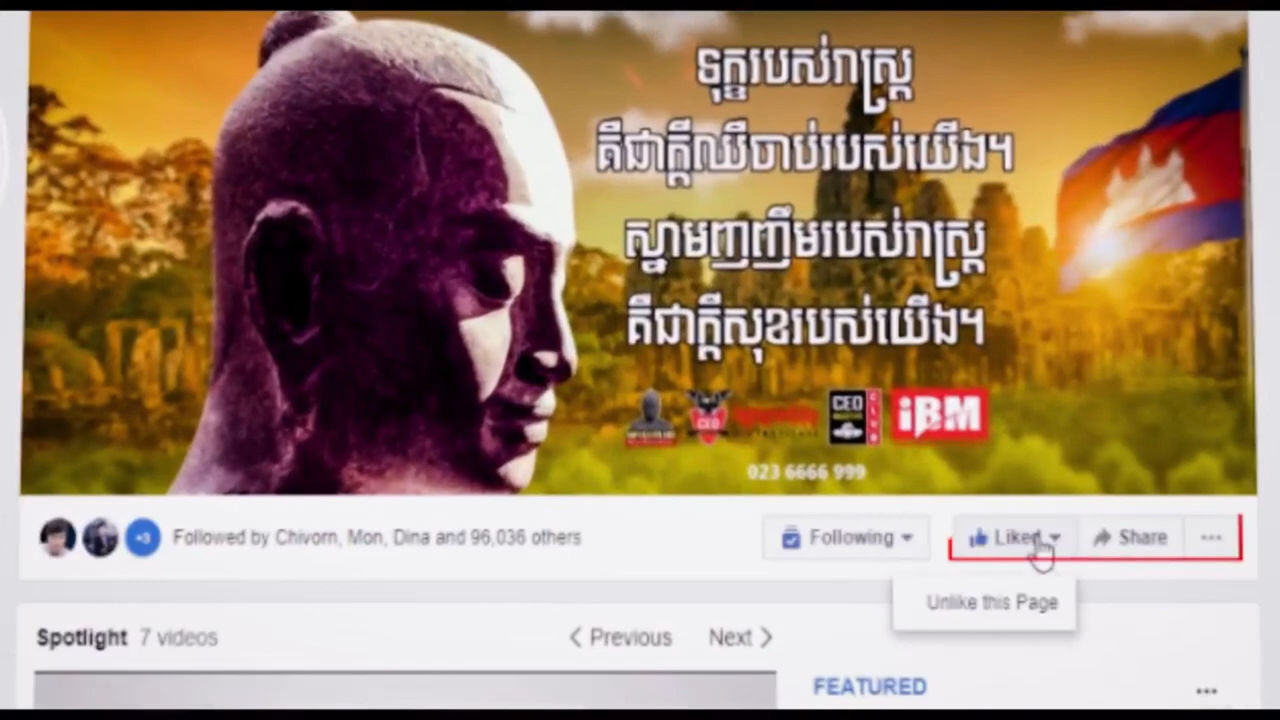 ទុក្ខរបស់រាស្ត្រ
គឺជាក្តីឈឺចាប់របស់យើង។
ស្នាមញញឹមរបស់រាស្ត្រ
គឺជាក្តីសុខរបស់យើង។
CEO
CEO
CLUB
iBM
023 6666 999
+3
Followed by Chivorn, Mon, Dina and 96,036 others
Following
Liked
Share
Unlike this Page
Spotlight 7 videos
Previous
Next
FEATURED